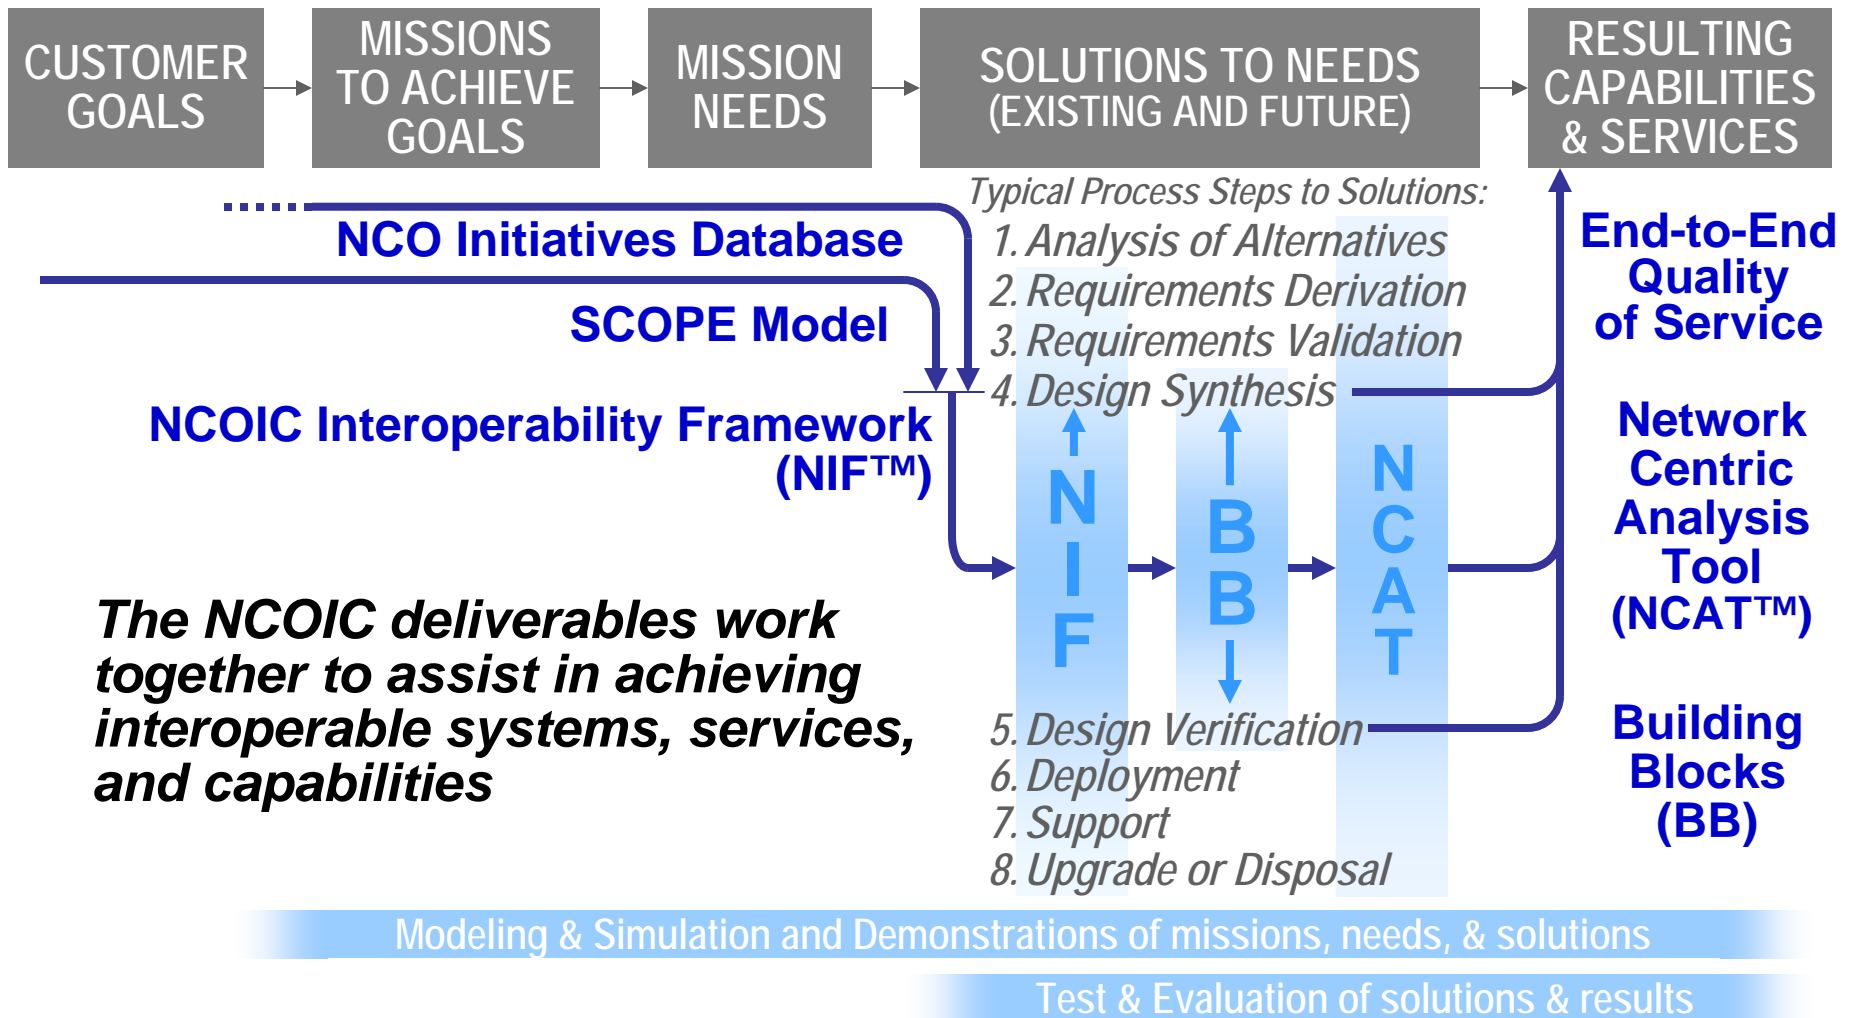 CUSTOMER
GOALS
MISSIONS
TO ACHIEVE
GOALS
MISSION
NEEDS
SOLUTIONS TO NEEDS
(EXISTING AND FUTURE)
RESULTING
CAPABILITIES
& SERVICES
NCO Initiatives Database
SCOPE Model
NCOIC Interoperability Framework
(NIF™)
The NCOIC deliverables work
together to assist in achieving
interoperable systems, services,
and capabilities
Typical Process Steps to Solutions:
1. Analysis of Alternatives
2. Requirements Derivation
3. Requirements Validation
4. Design Synthesis
N
I
F
B
B
N
C
A
T
5. Design Verification
6. Deployment
7. Support
8. Upgrade or Disposal
End-to-End
Quality
of Service
Network
Centric
Analysis
Tool
(NCAT™)
Building
Blocks
(BB)
Modeling & Simulation and Demonstrations of missions, needs, & solutions
Test & Evaluation of solutions & results